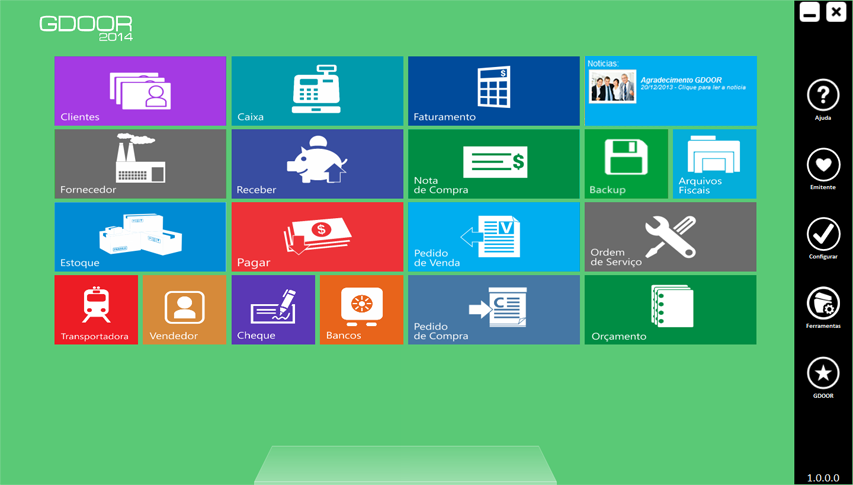 GDOOR
2014
Clientes
Caixa
$
Faturamento
Noticias:
Agradecimento GDOOR
20/12/2013 - Clique para ler a noticia
Fornecedor
Receber
$
Nota
de Compra
Backup
Arquivos
Fiscais
Estoque
$
Pagar
V
Pedido
de Venda
Ordem
de Serviço
Transportadora
Vendedor
Cheque
Bancos
C
Pedido
de Compra
Orçamento
?
Ajuda
Emitente
Configurar
Ferramentas
GDOOR
1.0.0.0